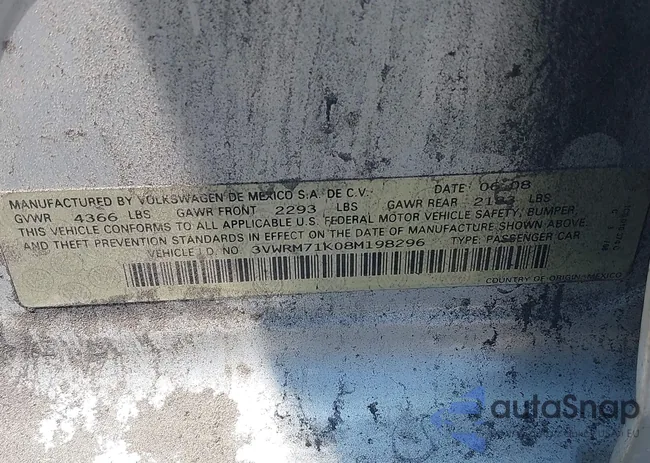 MANUFACTURED BY VOLKSWAGEN DE MEXICO S.A. DE C.V. DATE 06 08
GVWR 4366 LBS GAWR FRONT 2293 LBS GAWR REAR LBS
THIS VEHICLE CONFORMS TO ALL APPLICABLE U.S. FEDERAL MOTOR VEHICLE SAFETY, BUMPER,
AND THEFT PREVENTION STANDARDS IN EFFECT ON THE DATE OF MANUFACTURE SHOWN ABOVE.
VEHICLE I.D. NO. 3VWRM71K08M198296 TYPE: PASSENGER CAR
COUNTRY OF ORIGIN: MEXICO
autaSnap